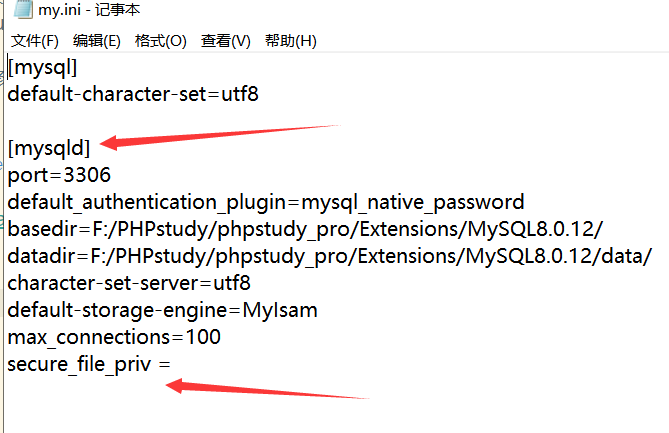 my.ini - 记事本
文件(F) 编辑(E) 格式(O) 查看(V) 帮助(H)
[mysql]
default-character-set=utf8
[mysqld]
port=3306
default_authentication_plugin=mysql_native_password
basedir=F:/PHPstudy/phpstudy_pro/Extensions/MySQL8.0.12/
datadir=F:/PHPstudy/phpstudy_pro/Extensions/MySQL8.0.12/data/
character-set-server=utf8
default-storage-engine=MyIsam
max_connections=100
secure_file_priv =